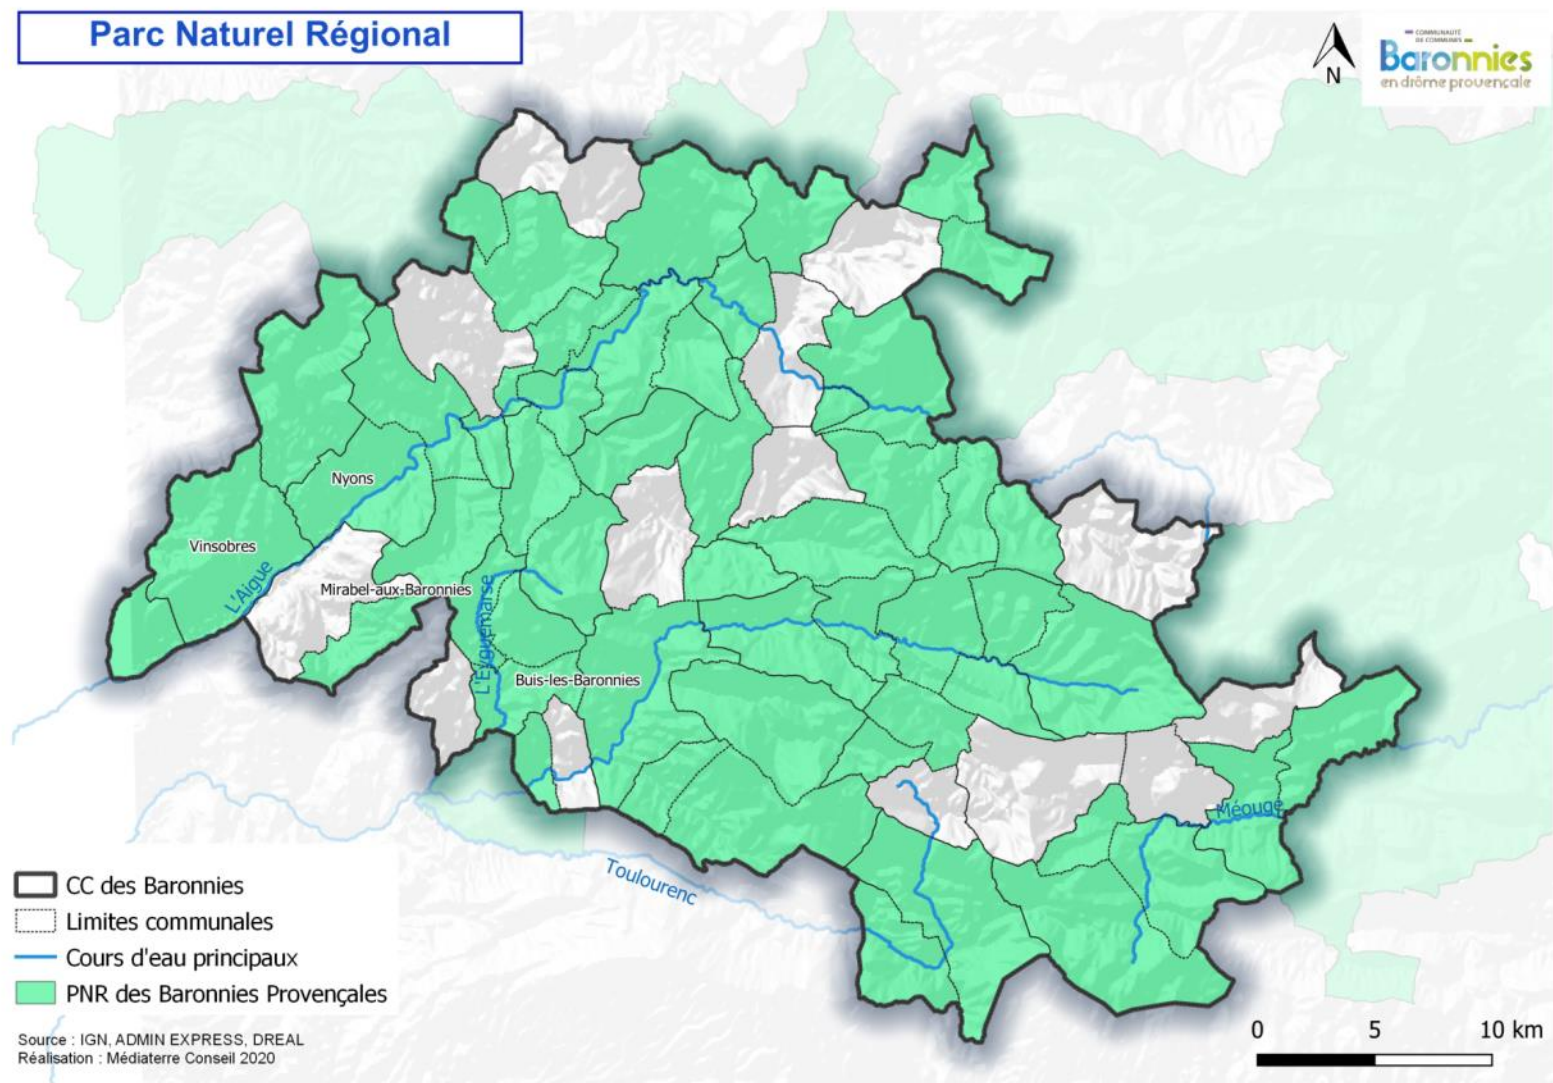 Parc Naturel Régional
N
COMMUNAUTÉ
DE COMMUNES
Baronnies
en drôme provençale
Nyons
Vinsobres
L'Aigue
Mirabel-aux-Baronnies
L'Eyguemarse
Buis-les-Baronnies
Méouge
Toulourenc
CC des Baronnies
Limites communales
Cours d'eau principaux
PNR des Baronnies Provençales
Source : IGN, ADMIN EXPRESS, DREAL
Réalisation : Médiaterre Conseil 2020
0 5 10 km